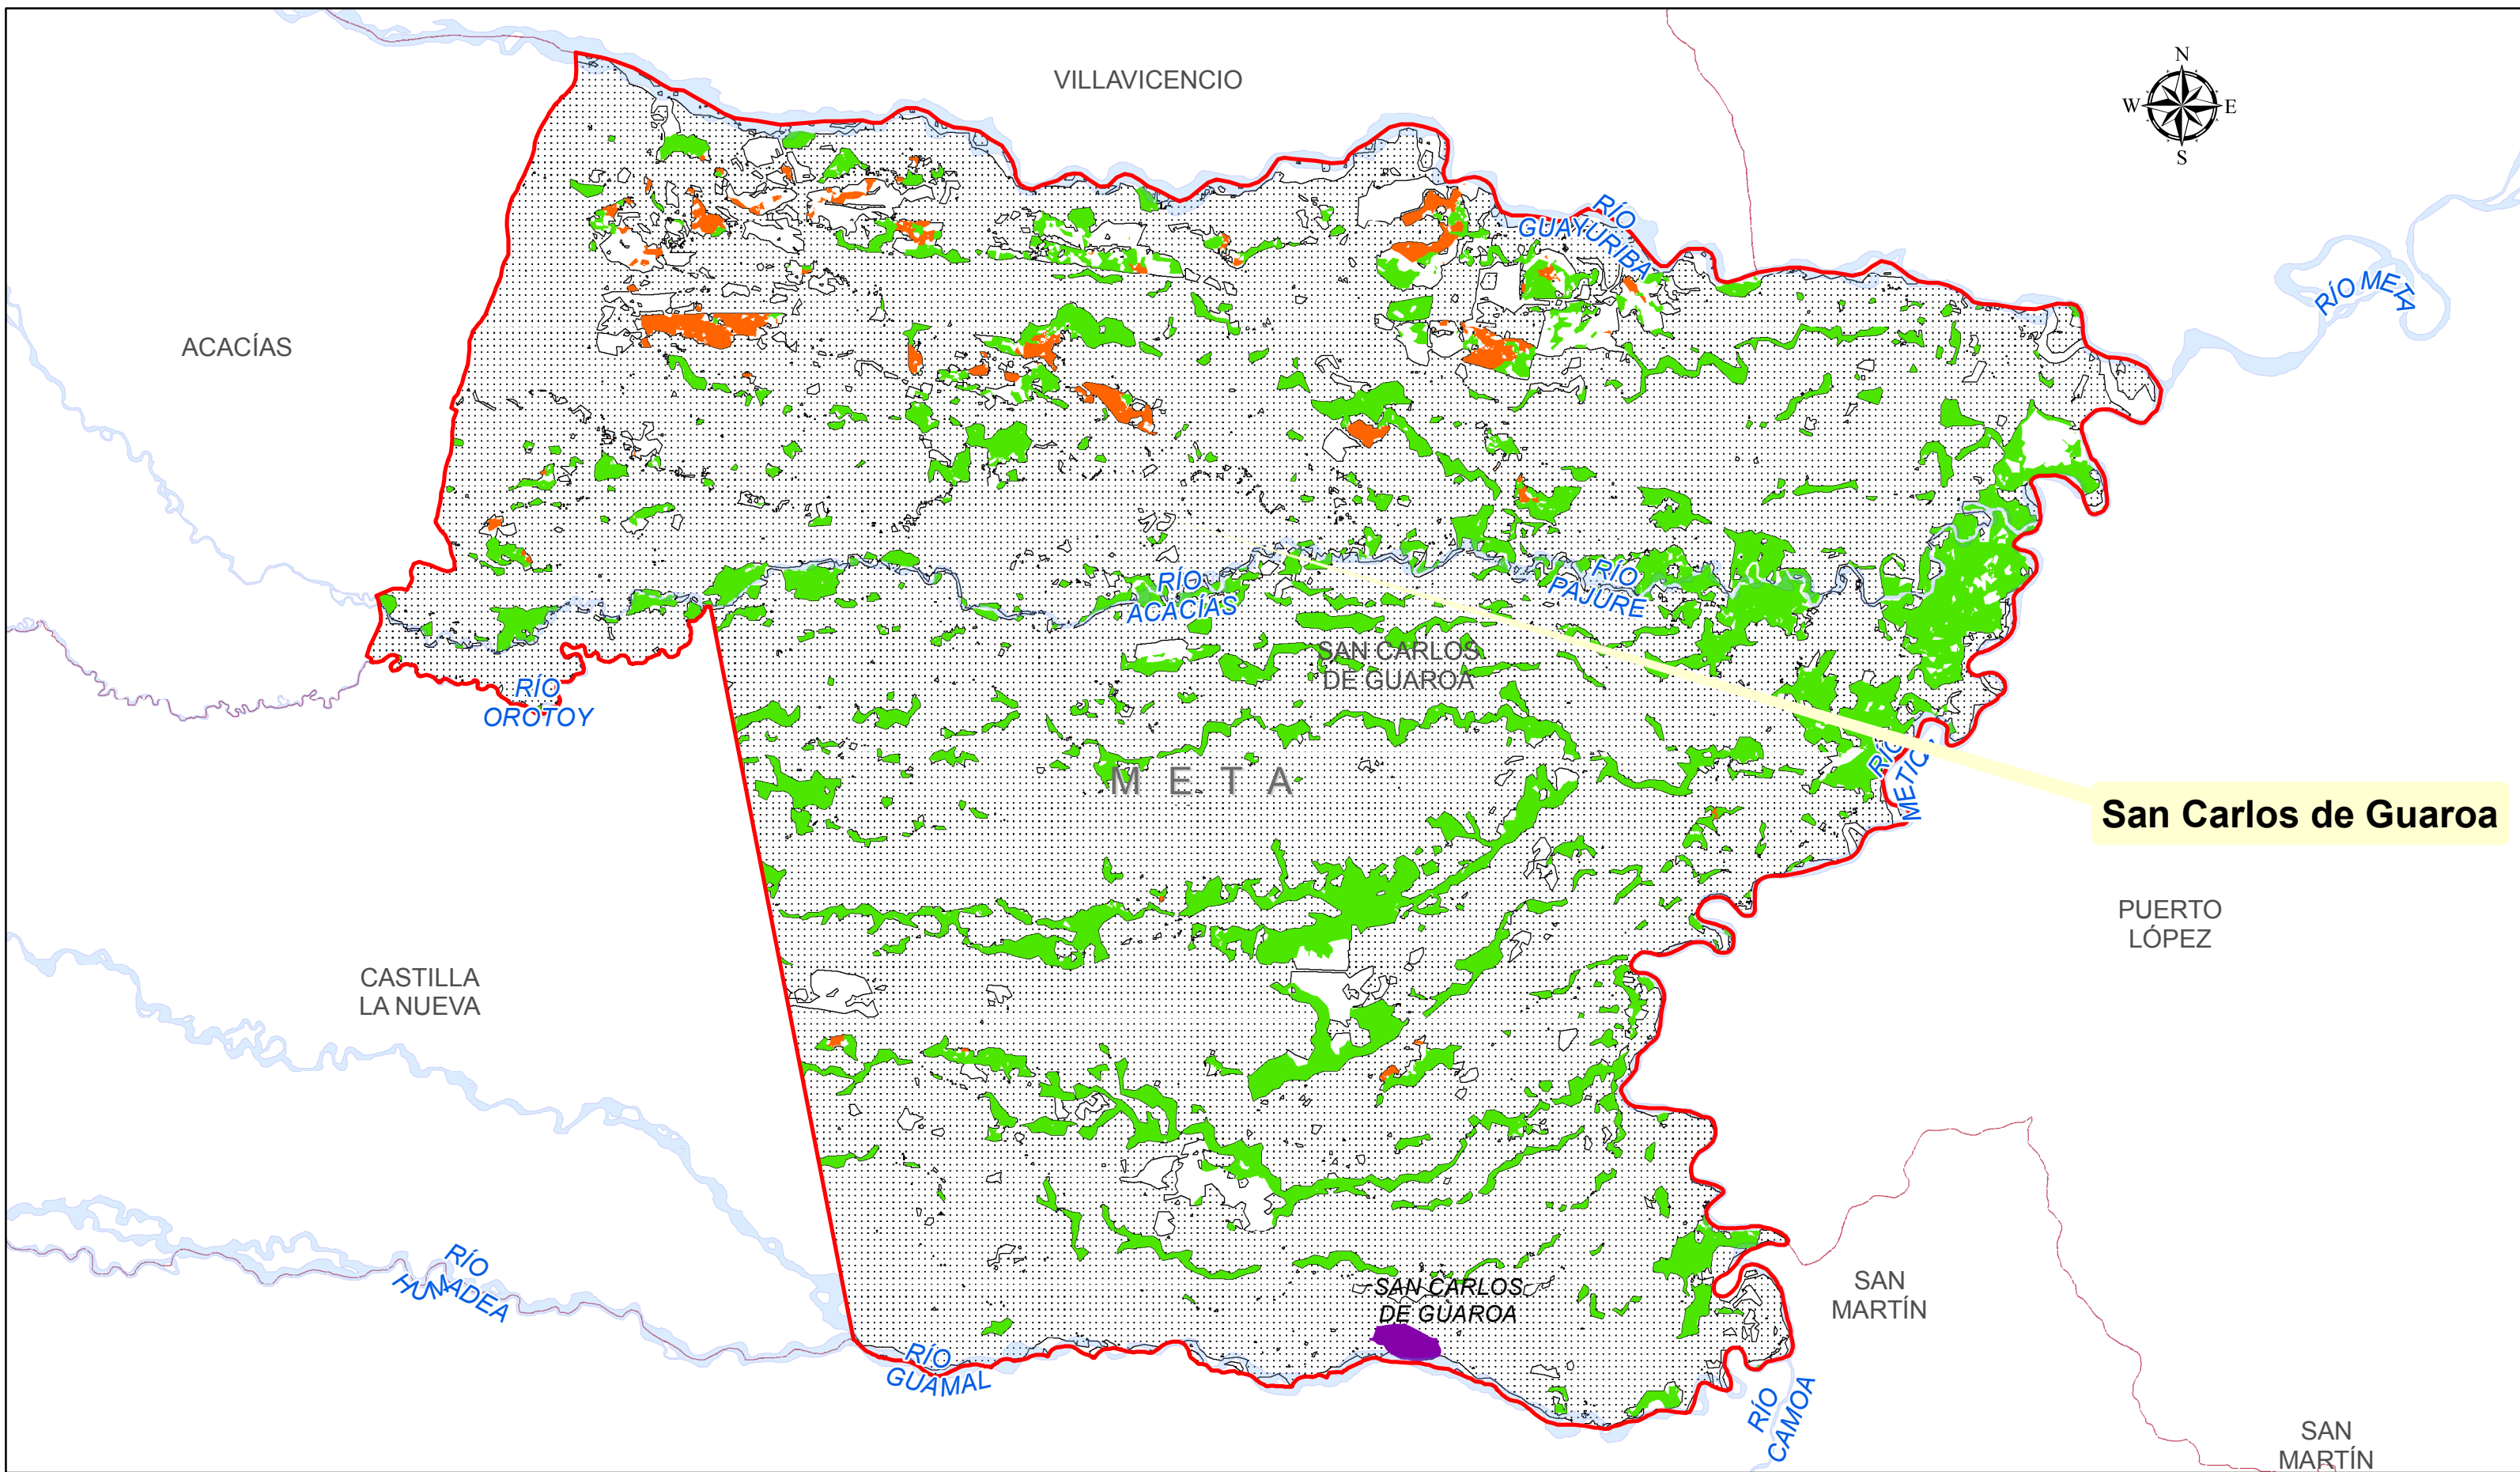 VILLAVICENCIO
N
W
E
S
RÍO
GUAYURIBA
RÍO META
ACACÍAS
RÍO
ACACÍAS
RÍO
PAJURE
SAN CARLOS
DE GUAROA
RÍO
OROTOY
META
RÍO
San Carlos de Guaroa
PUERTO
LÓPEZ
CASTILLA
LA NUEVA
RÍO
HUMADEA
SAN CARLOS
DE GUAROA
SAN
MARTÍN
RÍO
GUAMAL
RÍO
CAMOA
SAN
MARTÍN